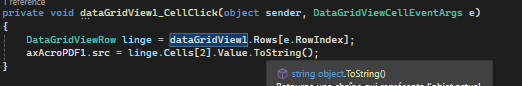 1 reference
private void dataGridView1_CellClick(object sender, DataGridViewCellEventArgs e)
{
DataGridViewRow linge = dataGridView1.Rows[e.RowIndex];
axAcroPDF1.src = linge.Cells[2].Value.ToString();
}
string object.ToString()